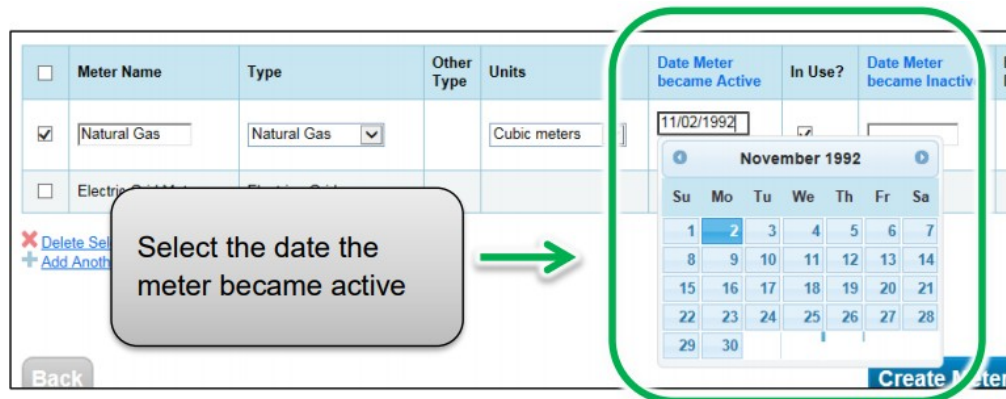 Meter Name Type Other Type Units Date Meter became Active In Use? Date Meter became Inactive
Natural Gas Natural Gas Cubic meters 11/02/1992
November 1992
Su Mo Tu We Th Fr Sa
1 2 3 4 5 6 7
8 9 10 11 12 13 14
15 16 17 18 19 20 21
22 23 24 25 26 27 28
29 30
Select the date the
meter became active
Back
Create Meter